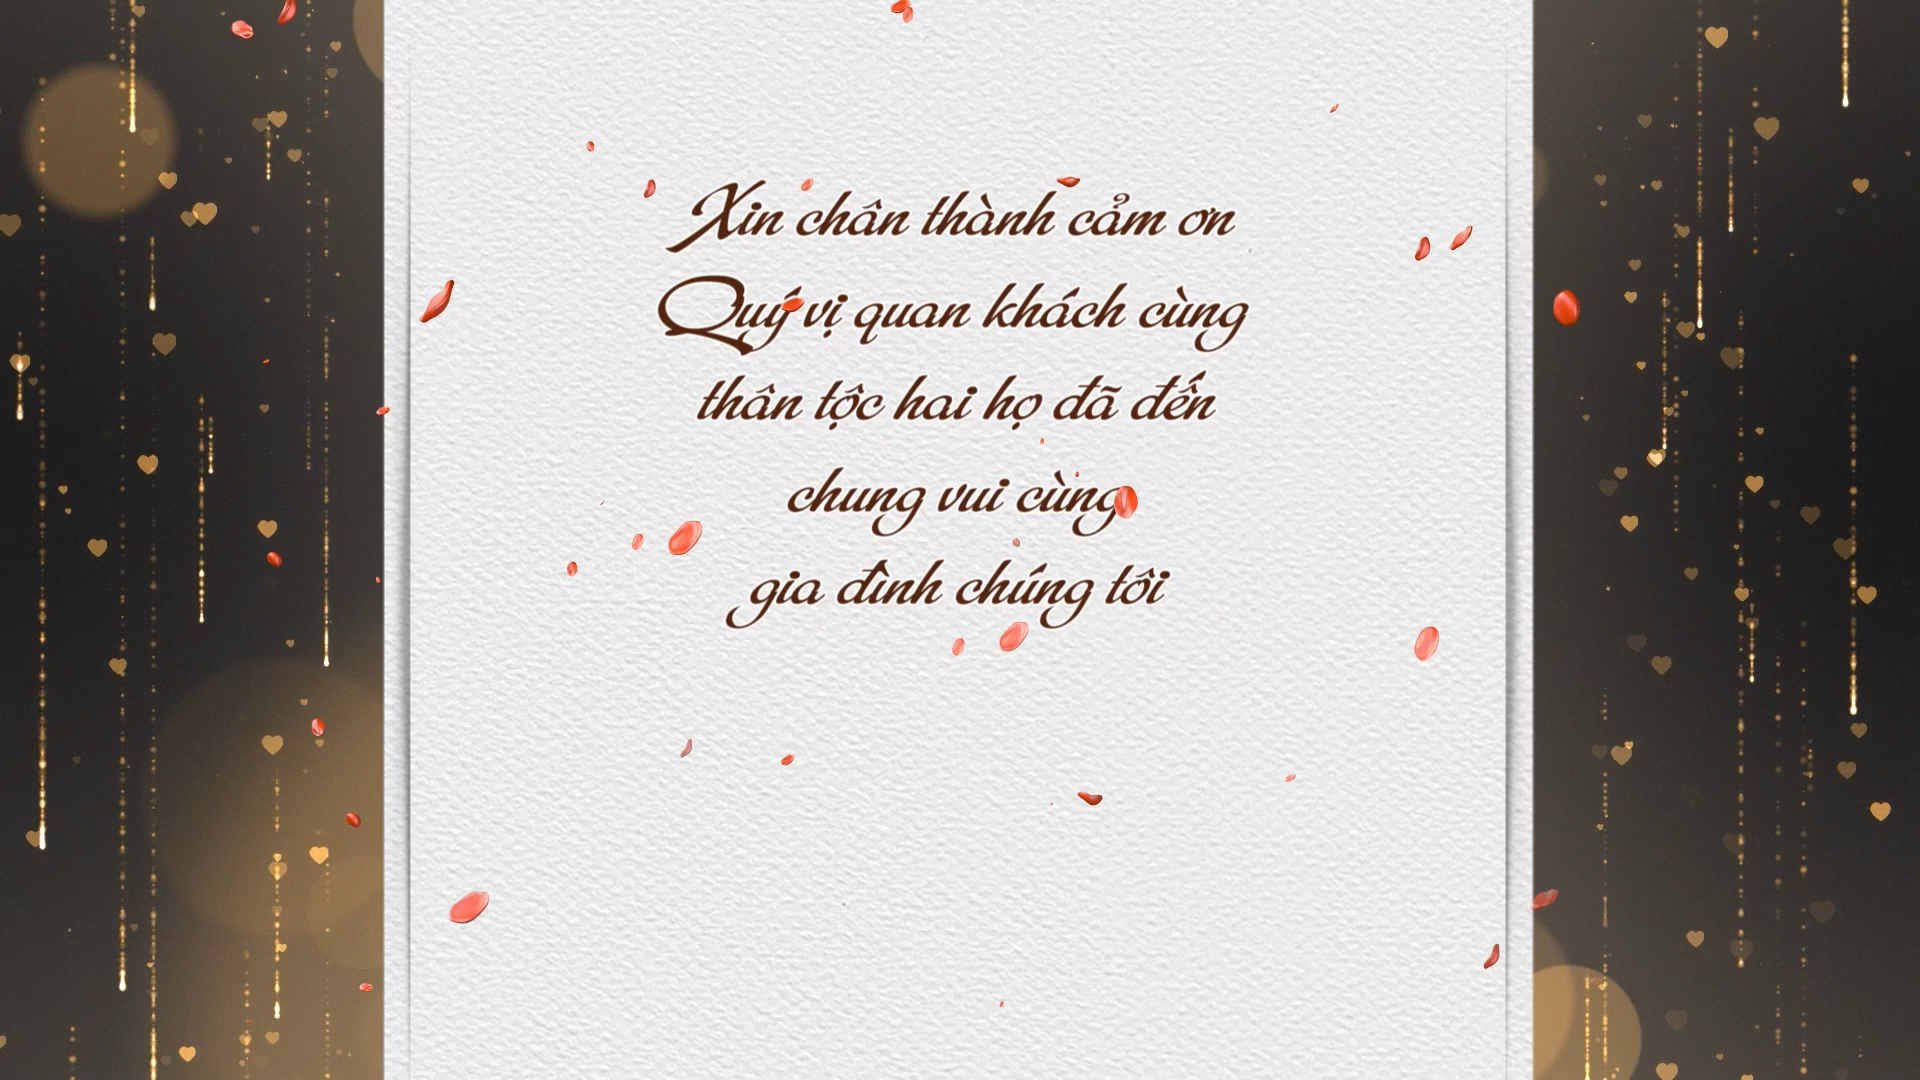 Xin chân thành cảm ơn
Quý vị quan khách cùng
thân tộc hai họ đã đến
chung vui cùng
gia đình chúng tôi